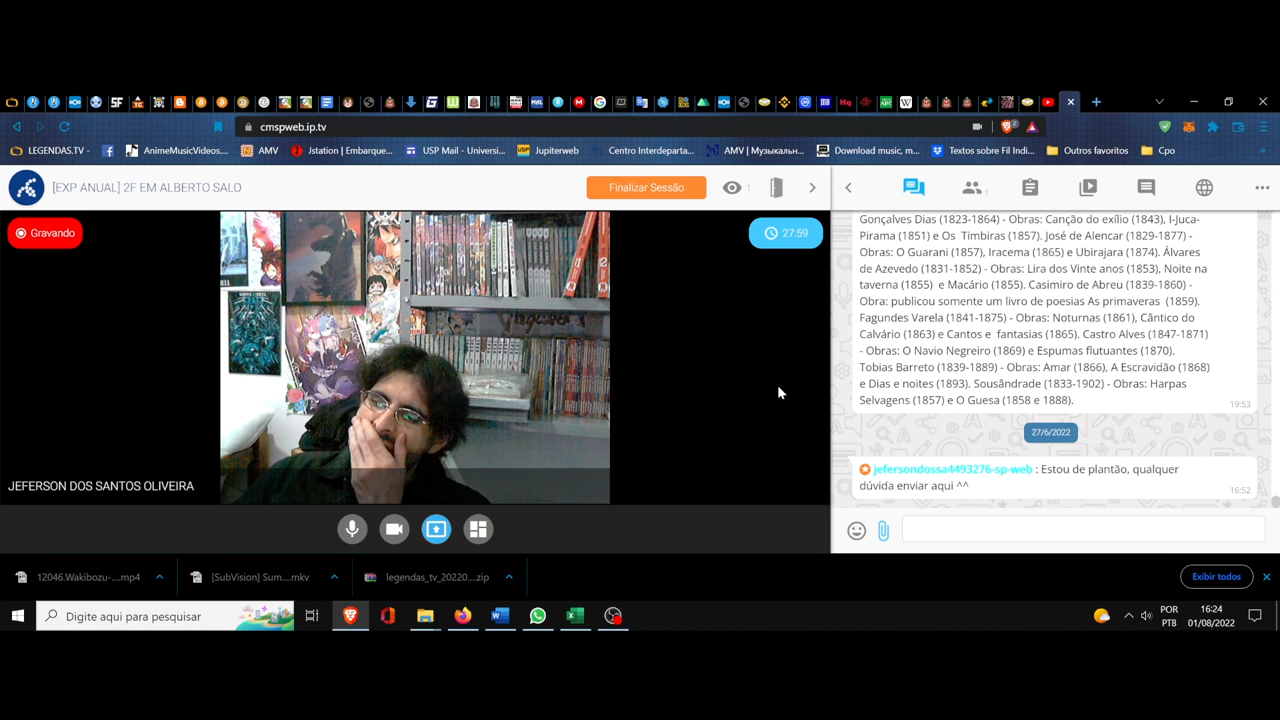 cmspweb.ip.tv
2
LEGENDAS.TV -
AnimeMusicVideos...
AMV
Jstation | Embarque...
USP Mail - Universi...
Jupiterweb
Centro Interdeparta...
AMV | Музыкальн...
Download music, m...
Textos sobre Fil Indi...
Outros favoritos
Cpo
[EXP ANUAL] 2F EM ALBERTO SALO
Finalizar Sessão
1
1
Gravando
27:59
JEFERSON DOS SANTOS OLIVEIRA
Gonçalves Dias (1823-1864) - Obras: Canção do exílio (1843), I-Juca-
Pirama (1851) e Os Timbiras (1857). José de Alencar (1829-1877) -
Obras: O Guarani (1857), Iracema (1865) e Ubirajara (1874). Álvares
de Azevedo (1831-1852) - Obras: Lira dos Vinte anos (1853), Noite na
taverna (1855) e Macário (1855). Casimiro de Abreu (1839-1860) -
Obra: publicou somente um livro de poesias As primaveras (1859).
Fagundes Varela (1841-1875) - Obras: Noturnas (1861), Cântico do
Calvário (1863) e Cantos e fantasias (1865). Castro Alves (1847-1871)
- Obras: O Navio Negreiro (1869) e Espumas flutuantes (1870).
Tobias Barreto (1839-1889) - Obras: Amar (1866), A Escravidão (1868)
e Dias e noites (1893). Sousândrade (1833-1902) - Obras: Harpas
Selvagens (1857) e O Guesa (1858 e 1888).
19:53
27/6/2022
jefersondossa4493276-sp-web : Estou de plantão, qualquer
dúvida enviar aqui ^^
16:52
12046.Wakibozu-....mp4
[SubVision] Sum....mkv
legendas_tv_20220....zip
Exibir todos
Digite aqui para pesquisar
POR
PTB
16:24
01/08/2022